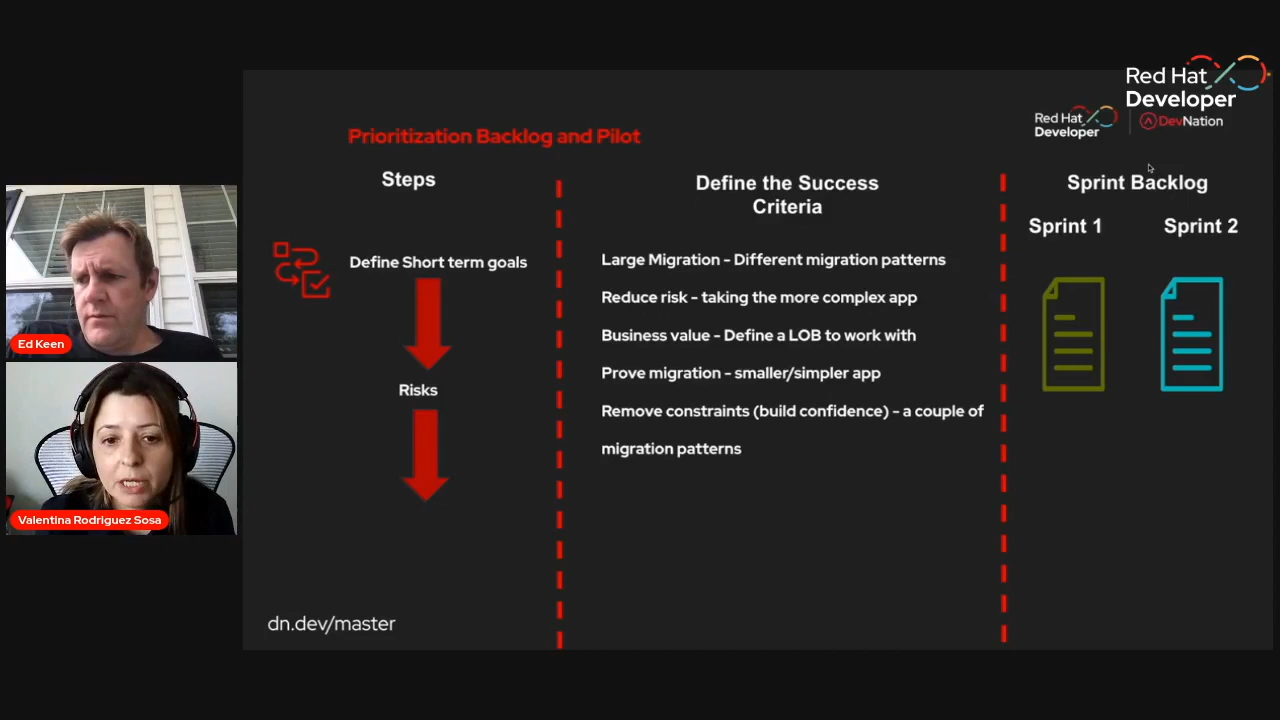 Red Hat
Developer
Red Hat
Developer
DevNation
Prioritization Backlog and Pilot
Steps
Define the Success
Criteria
Sprint Backlog
Sprint 1
Sprint 2
Define Short term goals
Risks
Large Migration - Different migration patterns
Reduce risk - taking the more complex app
Business value - Define a LOB to work with
Prove migration - smaller/simpler app
Remove constraints (build confidence) - a couple of
migration patterns
Ed Keen
Valentina Rodriguez Sosa
dn.dev/master